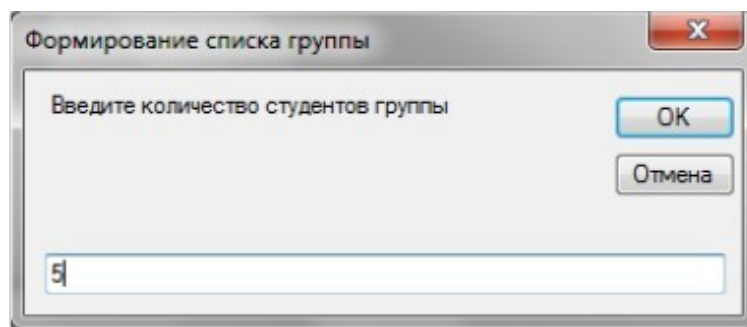 Формирование списка группы
Введите количество студентов группы
OK
Отмена
5